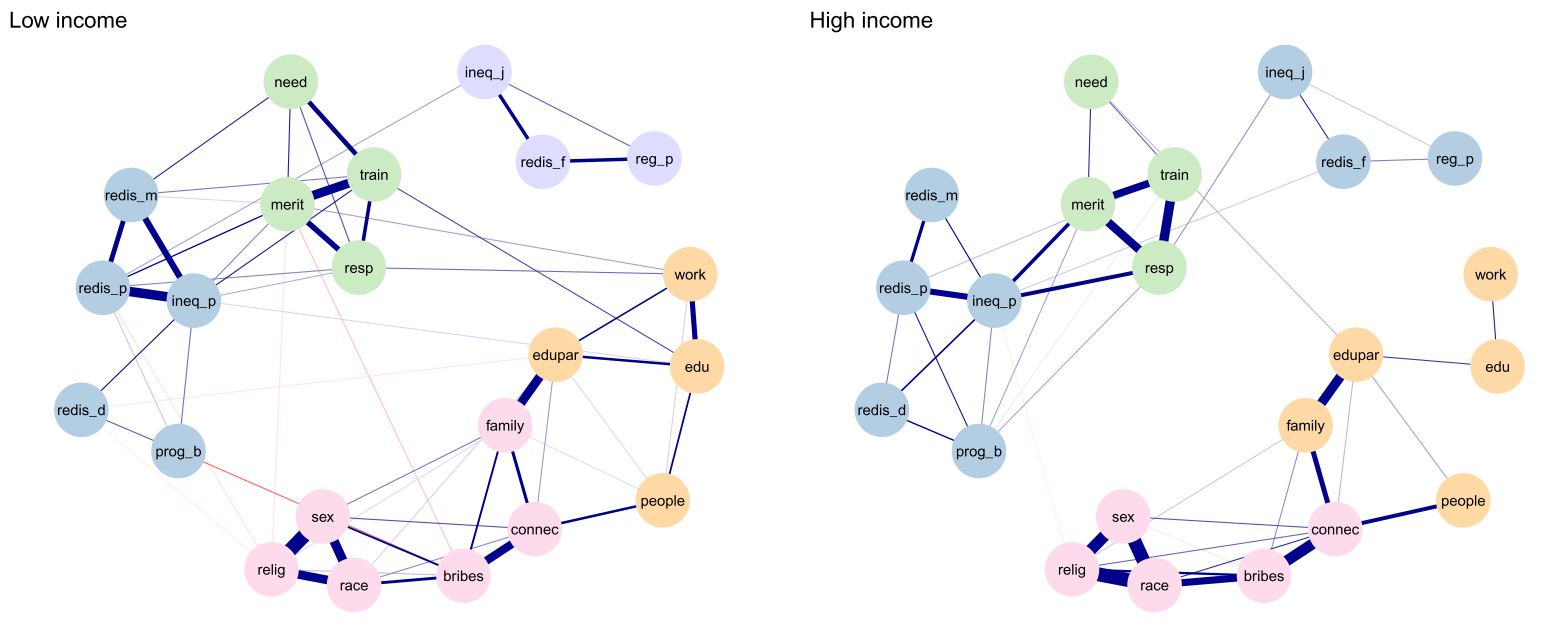 Low income
need
ineq_j
redis_f
reg_p
train
redis_m
merit
resp
redis_p
ineq_p
work
edupar
edu
redis_d
family
prog_b
people
sex
connec
relig
race
bribes
High income
need
ineq_j
redis_f
reg_p
train
redis_m
merit
resp
redis_p
ineq_p
work
edupar
edu
redis_d
family
prog_b
people
sex
connec
relig
race
bribes